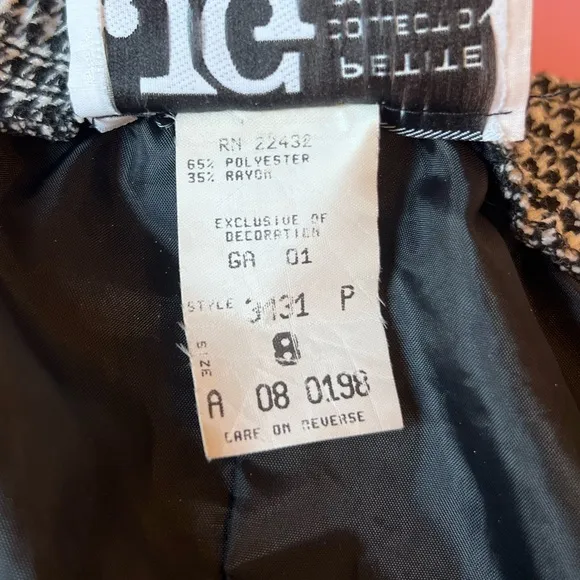 PETITE
COLLECTION
RN 22432
65% POLYESTER
35% RAYON
EXCLUSIVE OF
DECORATION
GA 01
STYLE 3131 P
SIZE 8
A 08 0198
CARE ON REVERSE